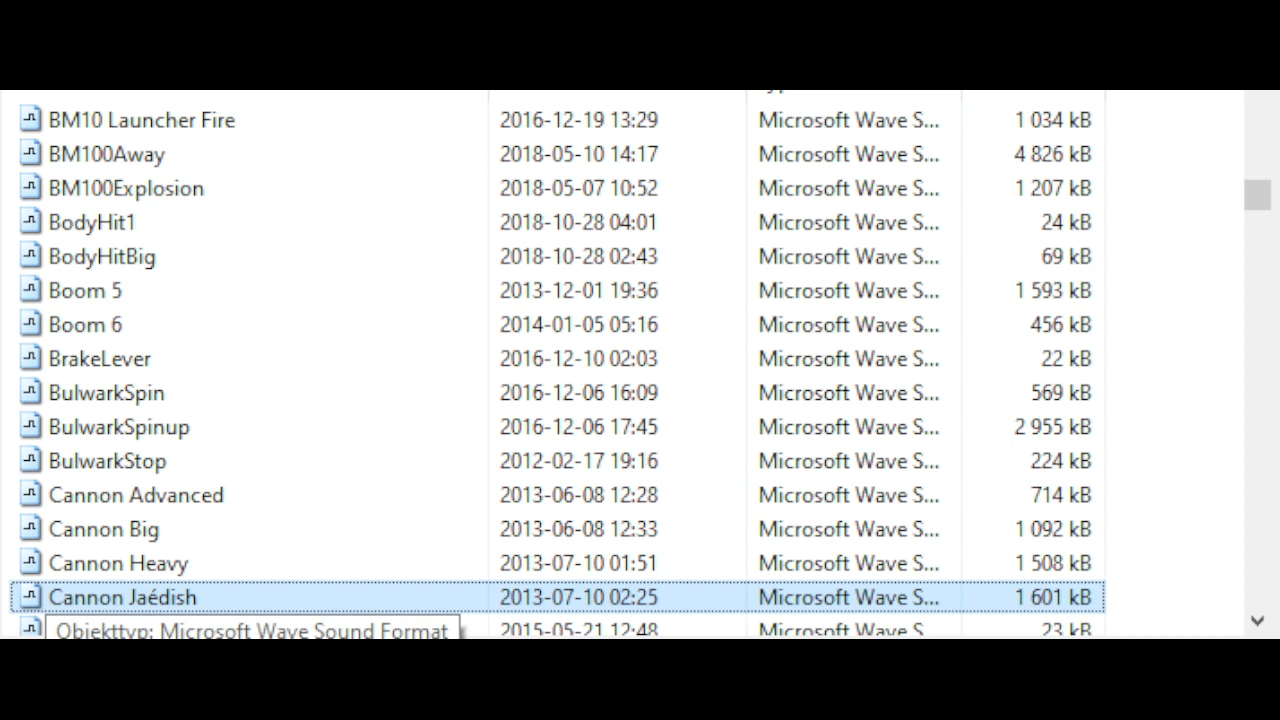 BM10 Launcher Fire 2016-12-19 13:29 Microsoft Wave S... 1 034 kB
BM100Away 2018-05-10 14:17 Microsoft Wave S... 4 826 kB
BM100Explosion 2018-05-07 10:52 Microsoft Wave S... 1 207 kB
BodyHit1 2018-10-28 04:01 Microsoft Wave S... 24 kB
BodyHitBig 2018-10-28 02:43 Microsoft Wave S... 69 kB
Boom 5 2013-12-01 19:36 Microsoft Wave S... 1 593 kB
Boom 6 2014-01-05 05:16 Microsoft Wave S... 456 kB
BrakeLever 2016-12-10 02:03 Microsoft Wave S... 22 kB
BulwarkSpin 2016-12-06 16:09 Microsoft Wave S... 569 kB
BulwarkSpinup 2016-12-06 17:45 Microsoft Wave S... 2 955 kB
BulwarkStop 2012-02-17 19:16 Microsoft Wave S... 224 kB
Cannon Advanced 2013-06-08 12:28 Microsoft Wave S... 714 kB
Cannon Big 2013-06-08 12:33 Microsoft Wave S... 1 092 kB
Cannon Heavy 2013-07-10 01:51 Microsoft Wave S... 1 508 kB
Cannon Jaédish 2013-07-10 02:25 Microsoft Wave S... 1 601 kB
Objekttyp: Microsoft Wave Sound Format 2015-05-21 12:48 Microsoft Wave S 23 kB